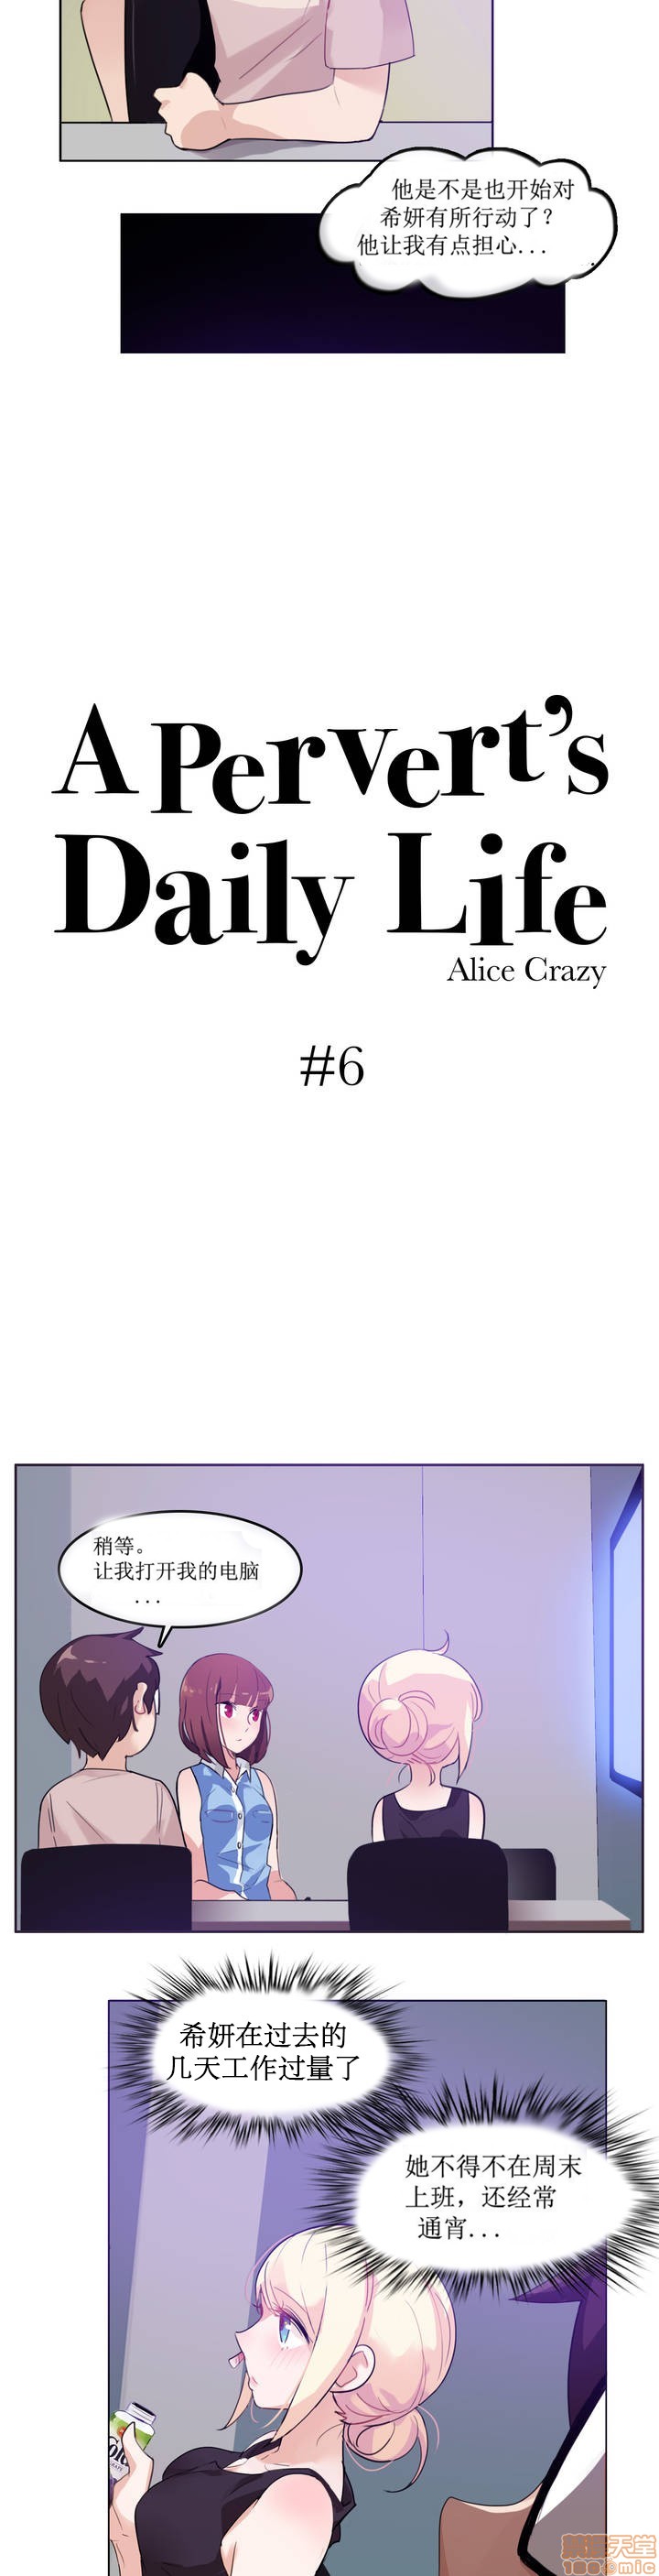 他是不是也开始对
希妍有所行动了？
他让我有点担心...
A Pervert's
Daily Life
Alice Crazy
#6
稍等。
让我打开我的电脑
...
希妍在过去的
几天工作过量了
她不得不在周末
上班，还经常
通宵...
天堂
100comic